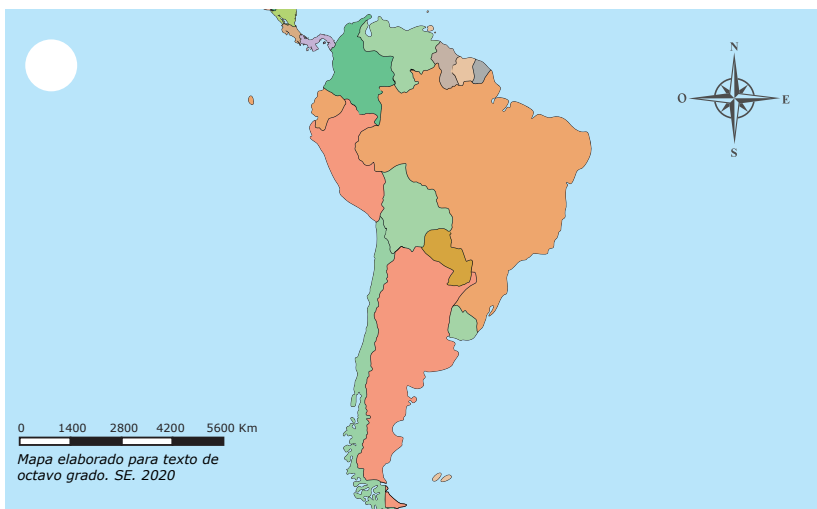 N
O E
S
0 1400 2800 4200 5600 Km
Mapa elaborado para texto de
octavo grado. SE. 2020